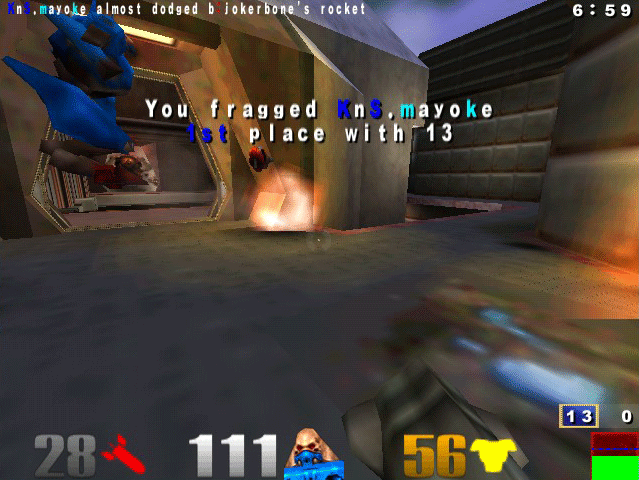 KnS,mayoke almost dodged b jokerbone's rocket
6:59
You fragged KnS,mayoke
1st place with 13
13 0
28 111 56